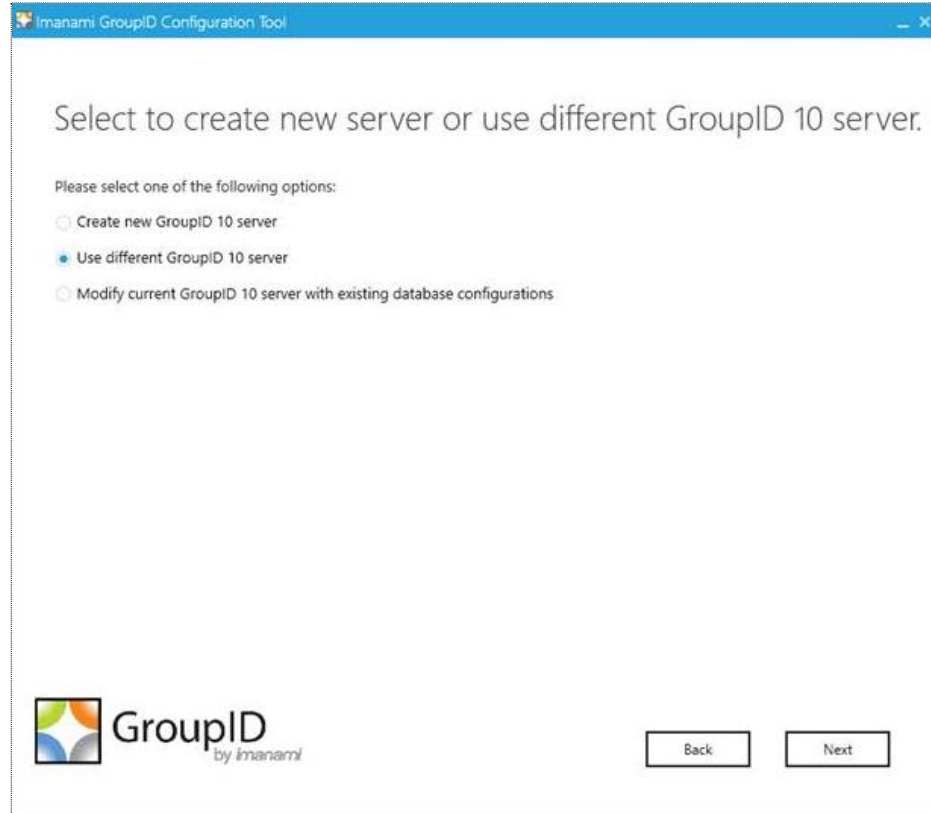 Imanami GroupID Configuration Tool
Select to create new server or use different GroupID 10 server.
Please select one of the following options:
Create new GroupID 10 server
Use different GroupID 10 server
Modify current GroupID 10 server with existing database configurations
GroupID
by imanami
Back Next